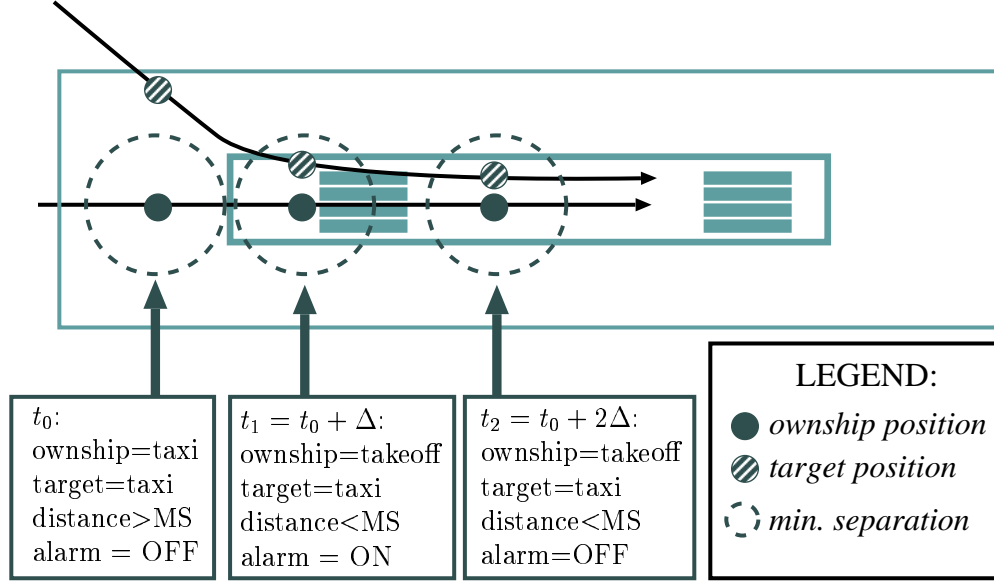 t₀:
ownship=taxi
target=taxi
distance>MS
alarm = OFF
t₁ = t₀ + Δ:
ownship=takeoff
target=taxi
distance<MS
alarm = ON
t₂ = t₀ + 2Δ:
ownship=takeoff
target=taxi
distance<MS
alarm=OFF
LEGEND:
ownship position
target position
min. separation